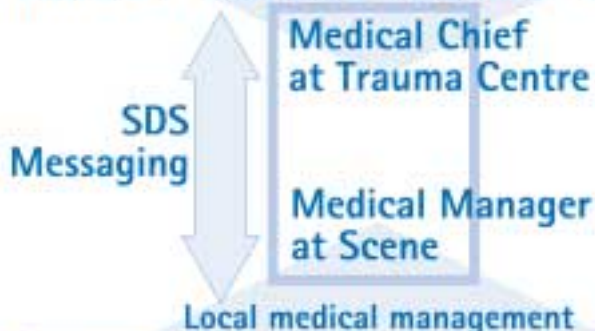 Medical Chief
at Trauma Centre
SDS
Messaging
Medical Manager
at Scene
Local medical management